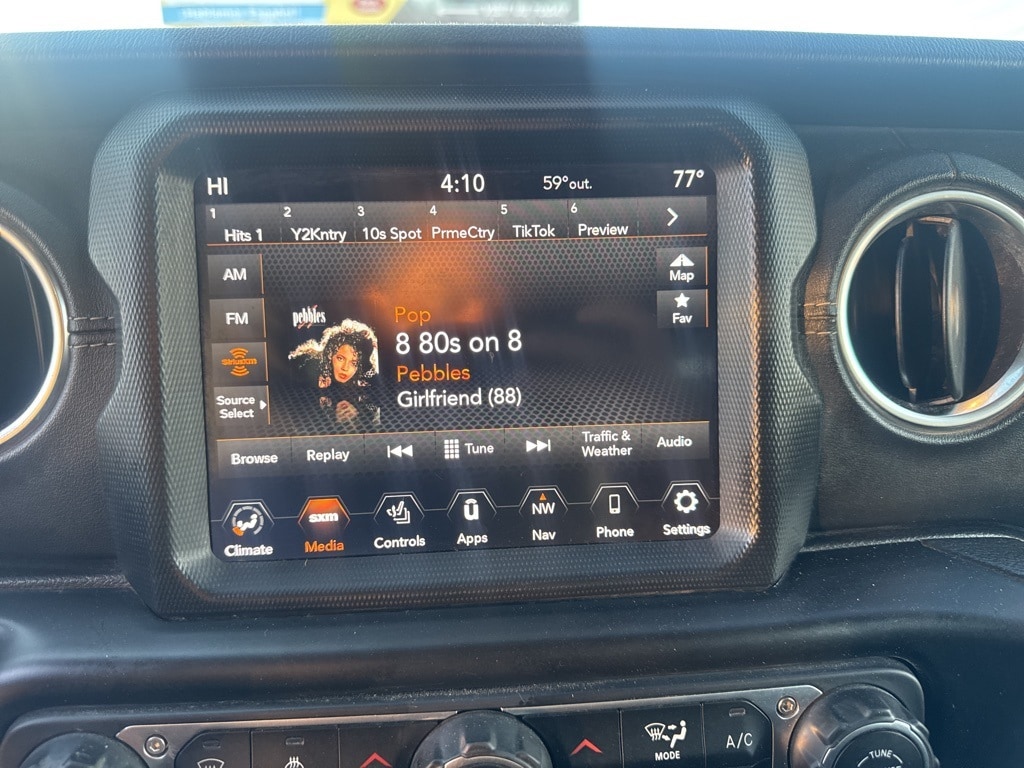 HI 4:10 59°out. 77°
1 2 3 4 5 6
Hits 1 Y2Kntry 10s Spot PrmeCtry TikTok Preview
AM
Map
FM
Fav
siriusxm
Source
Select
pebbles
Pop
8 80s on 8
Pebbles
Girlfriend (88)
Browse Replay Tune Traffic & Weather Audio
sxm NW
Climate Media Controls Apps Nav Phone Settings
MODE
A/C
TUNE